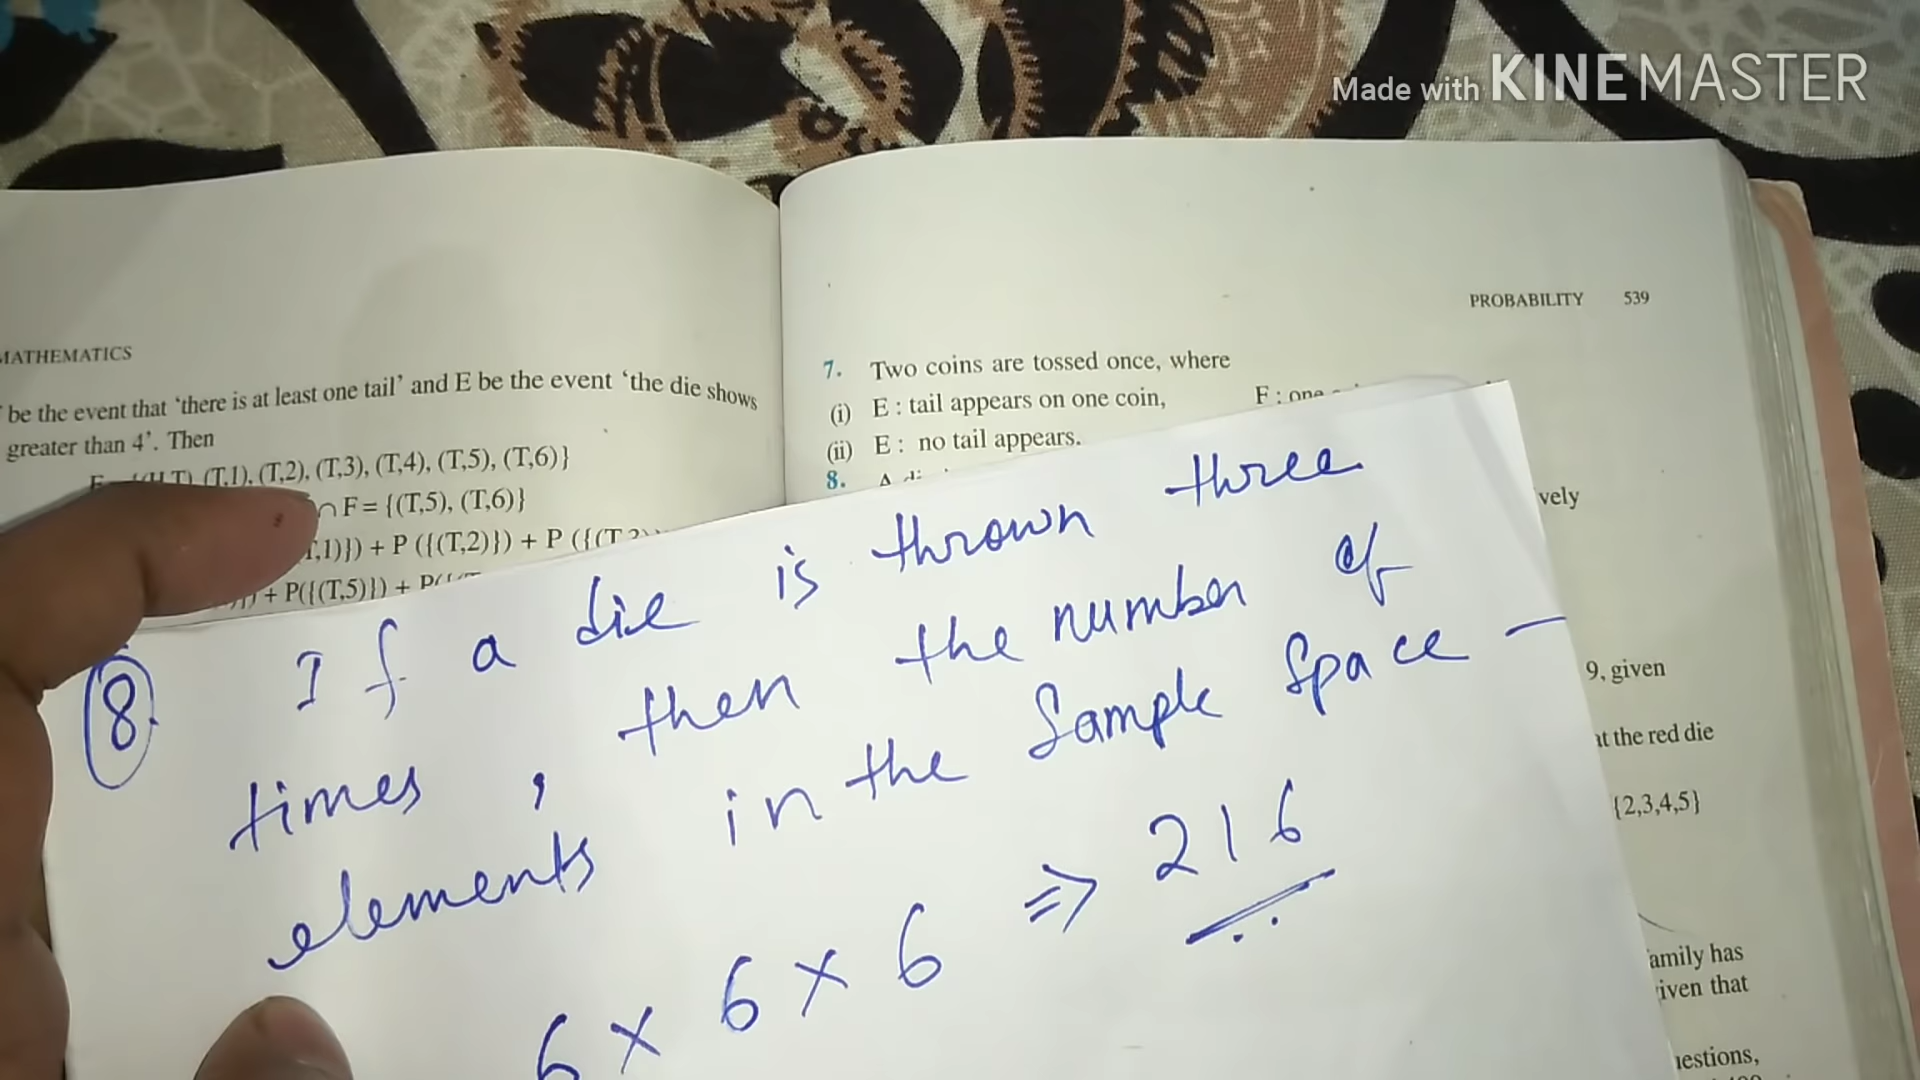 Made with KINEMASTER
MATHEMATICS
be the event that ‘there is at least one tail’ and E be the event ‘the die shows
greater than 4’. Then
(T,1), (T,2), (T,3), (T,4), (T,5), (T,6)}
∩ F = {(T,5), (T,6)}
T,1)}) + P ({(T,2)}) + P ({(T
+ P({(T,5)}) +
PROBABILITY 539
7. Two coins are tossed once, where
(i) E : tail appears on one coin, F : one
(ii) E : no tail appears.
8. A
vely
9, given
at the red die
{2,3,4,5}
amily has
iven that
estions,
8. If a die is thrown three
times, then the number of
elements in the sample space —
6 × 6 × 6 ⇒ 216